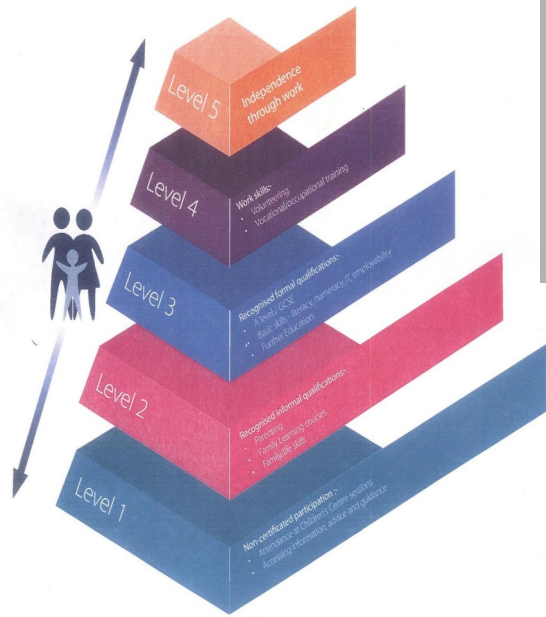 Level 5
Independence
through work
Level 4
Work skills:-
• Volunteering
• Vocational/occupational training
•
Level 3
Recognised formal qualifications:-
• A level / GCSE
• Basic skills - literacy, numeracy, IT, employability
• Further Education
Level 2
Recognised informal qualifications:-
• Parenting
• Family Learning courses
• Family/life skills
Level 1
Non-certificated participation :-
• Attendance at Children's Centre sessions
• Accessing information, advice and guidance